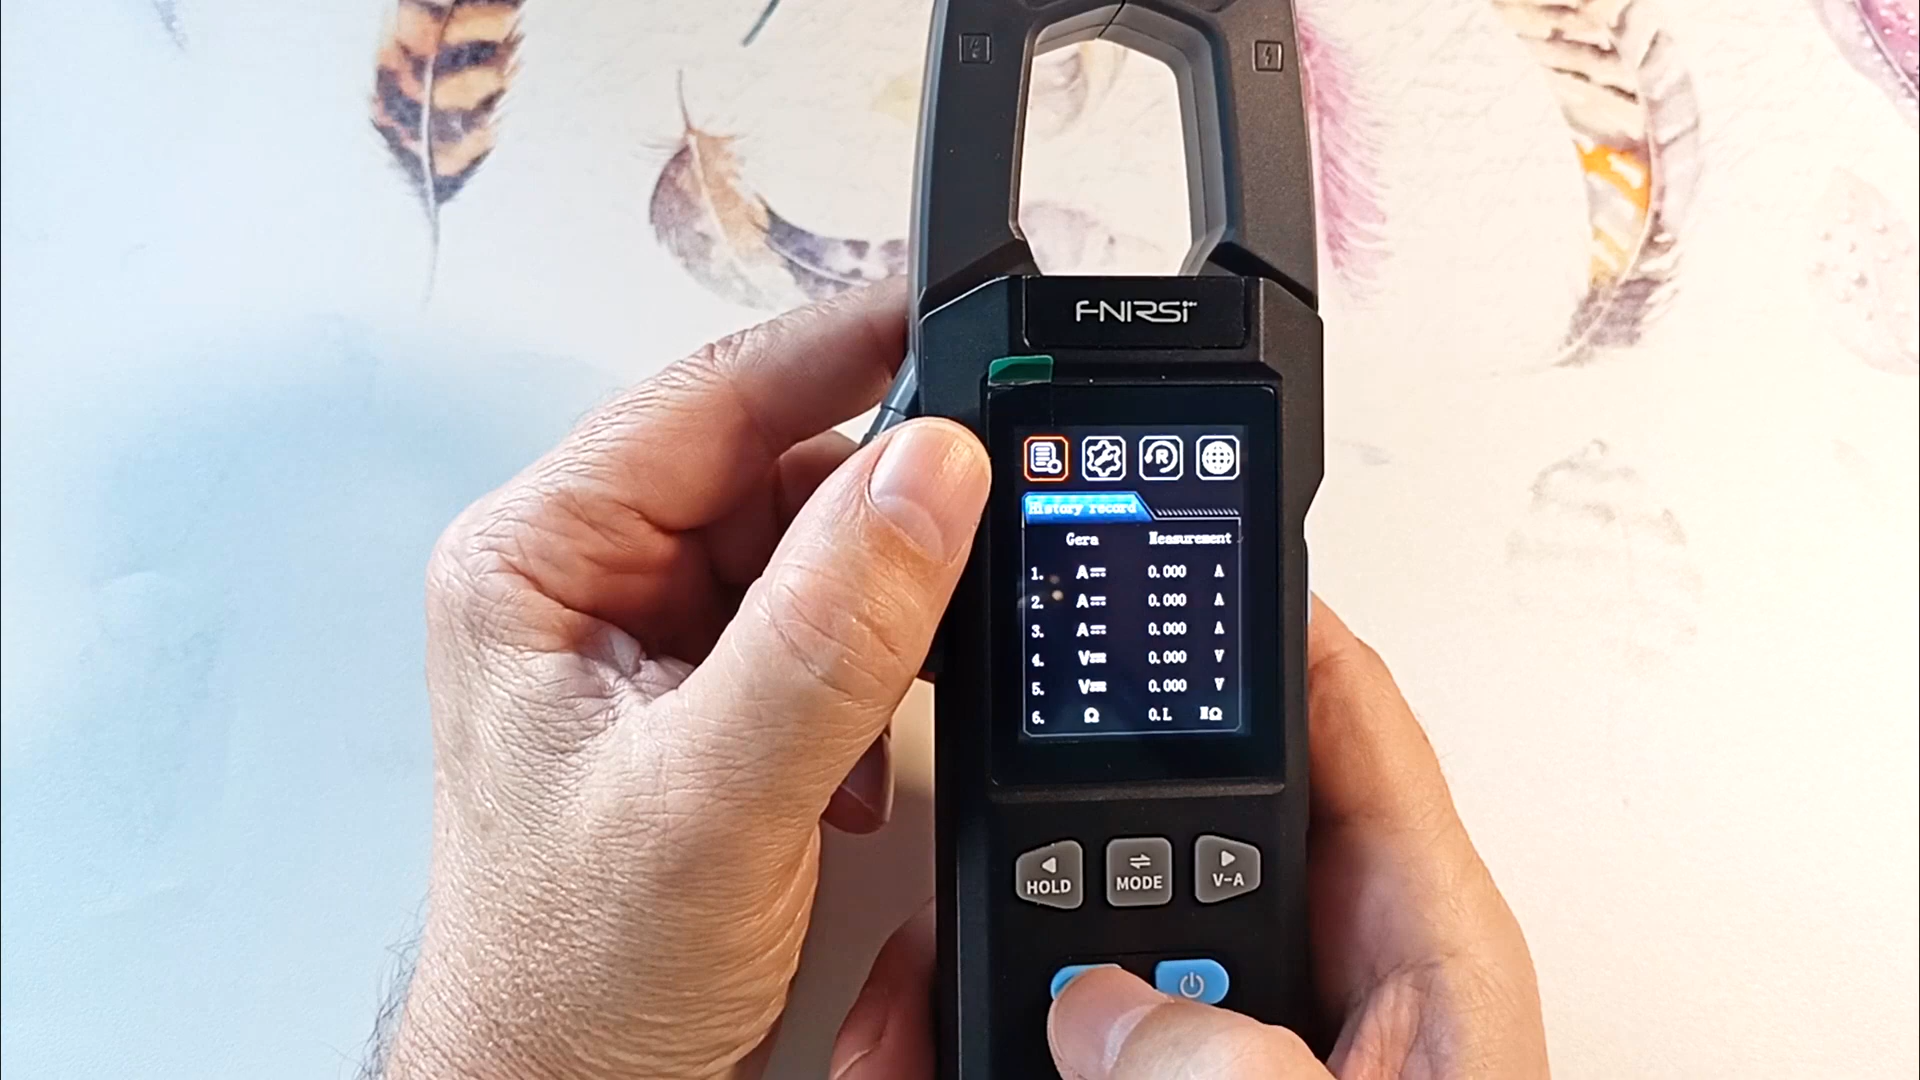 FNIRSI
R
History record
Gera Measurement
1. A 0.000 A
2. A 0.000 A
3. A 0.000 A
4. V 0.000 V
5. V 0.000 V
6. Ω 0.L MΩ
HOLD MODE V-A